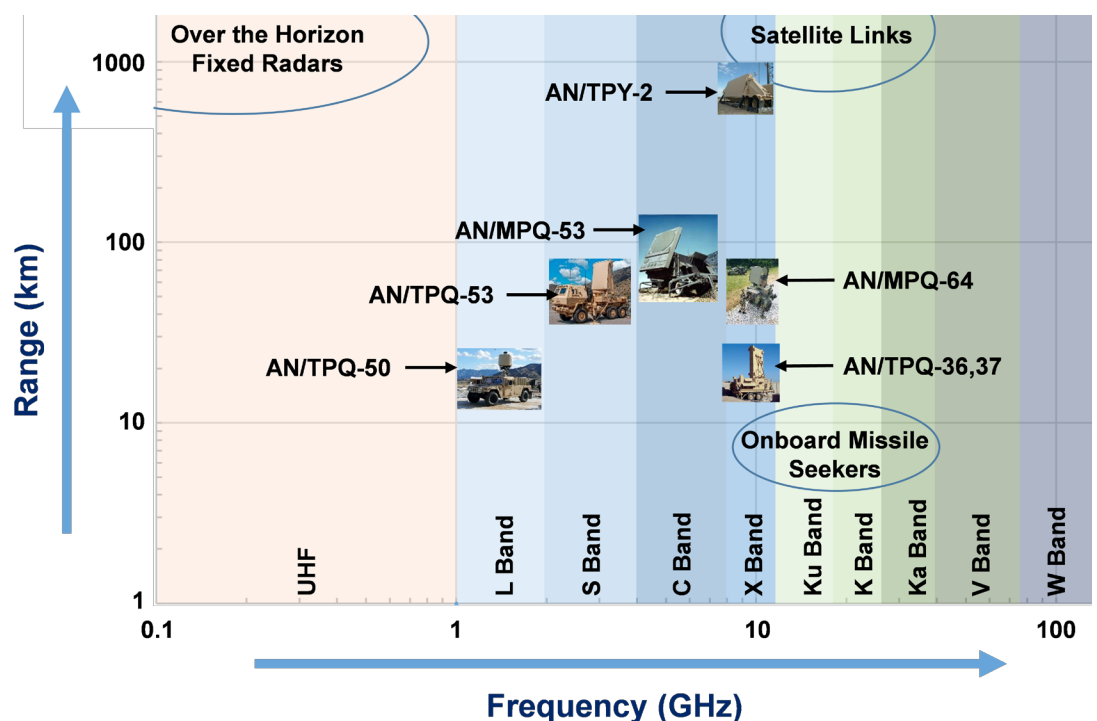 Over the Horizon
Fixed Radars
Satellite Links
1000
AN/TPY-2
AN/MPQ-53
100
AN/TPQ-53
AN/MPQ-64
AN/TPQ-50
AN/TPQ-36,37
10
Onboard Missile
Seekers
Range (km)
UHF
L Band
S Band
C Band
X Band
Ku Band
K Band
Ka Band
V Band
W Band
1
0.1
1
10
100
Frequency (GHz)